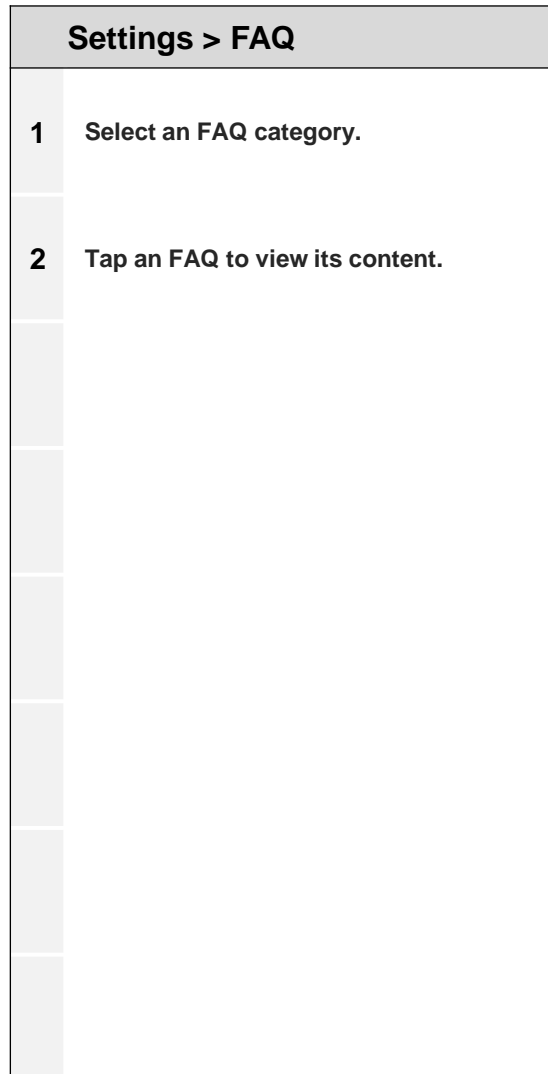 Settings > FAQ
1 Select an FAQ category.
2 Tap an FAQ to view its content.